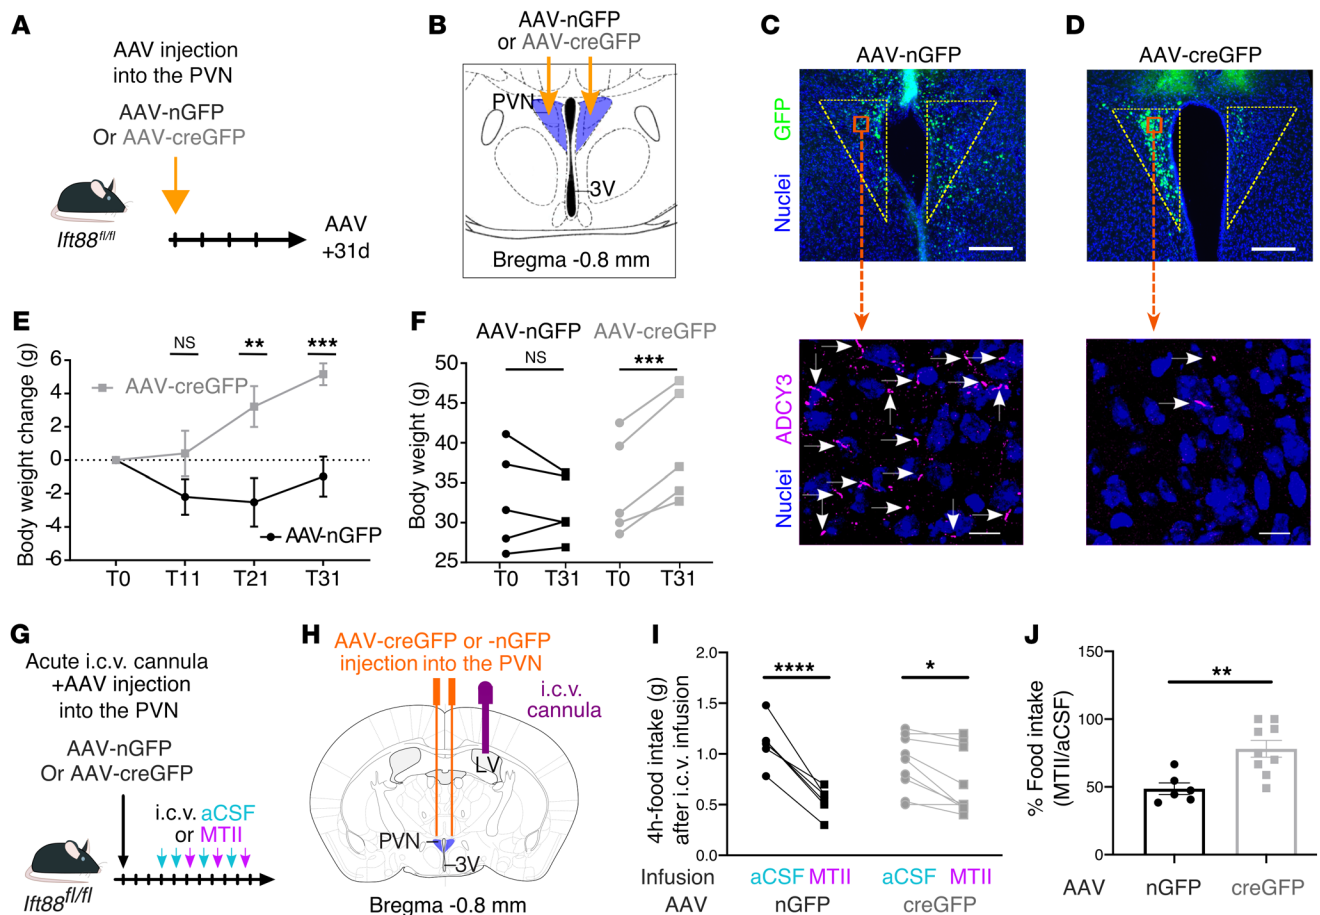 A
AAV injection
into the PVN
AAV-nGFP
Or AAV-creGFP
Ift88fl/fl
AAV
+31d
B
AAV-nGFP
or AAV-creGFP
PVN
3V
Bregma -0.8 mm
C
AAV-nGFP
GFP
Nuclei
ADCY3
Nuclei
D
AAV-creGFP
E
Body weight change (g)
6
4
2
0
-2
-4
-6
NS
**
***
AAV-creGFP
AAV-nGFP
T0
T11
T21
T31
F
AAV-nGFP
AAV-creGFP
Body weight (g)
50
45
40
35
30
25
NS
***
T0
T31
T0
T31
G
Acute i.c.v. cannula
+AAV injection
into the PVN
AAV-nGFP
Or AAV-creGFP
i.c.v. aCSF
or MTII
Ift88fl/fl
H
AAV-creGFP or -nGFP
injection into the PVN
i.c.v.
cannula
LV
PVN
3V
Bregma -0.8 mm
I
4h-food intake (g)
after i.c.v. infusion
2.0
1.5
1.0
0.5
0.0
****
*
Infusion
aCSF MTII
aCSF MTII
AAV
nGFP
creGFP
J
% Food intake
(MTII/aCSF)
150
100
50
0
**
AAV
nGFP
creGFP